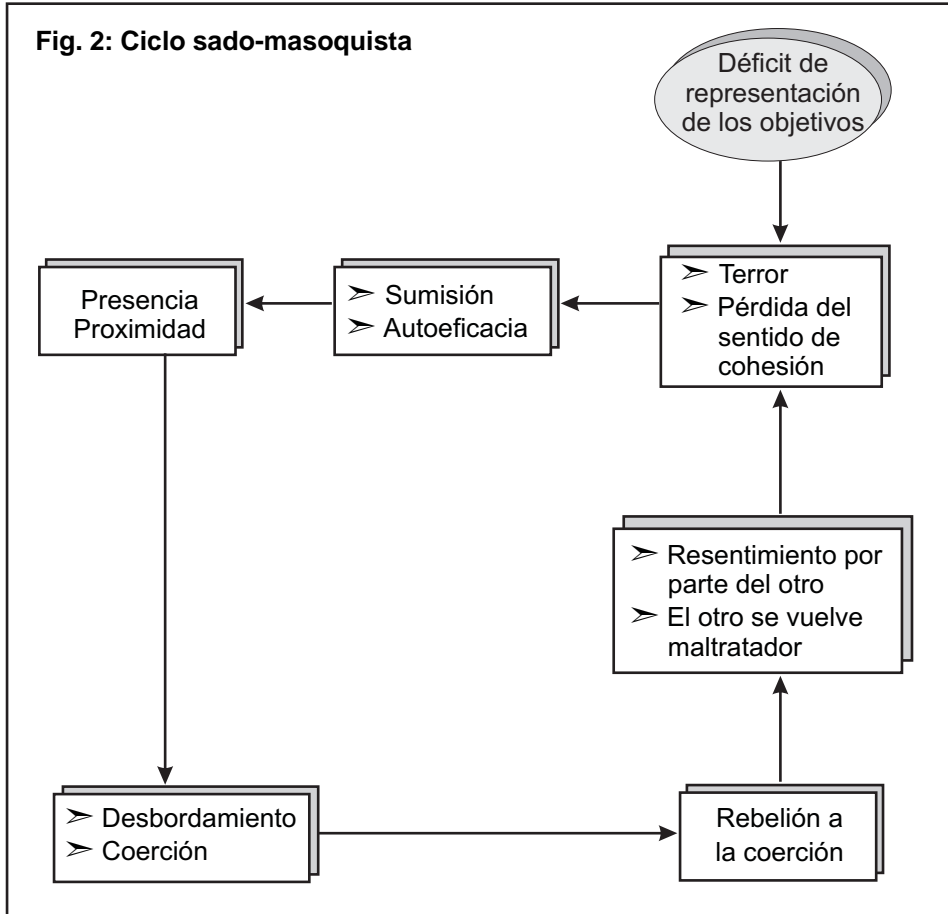 Fig. 2: Ciclo sado-masoquista
Déficit de
representación
de los objetivos
➢ Terror
➢ Pérdida del
sentido de
cohesión
➢ Sumisión
➢ Autoeficacia
Presencia
Proximidad
➢ Desbordamiento
➢ Coerción
Rebelión a
la coerción
➢ Resentimiento por
parte del otro
➢ El otro se vuelve
maltratador